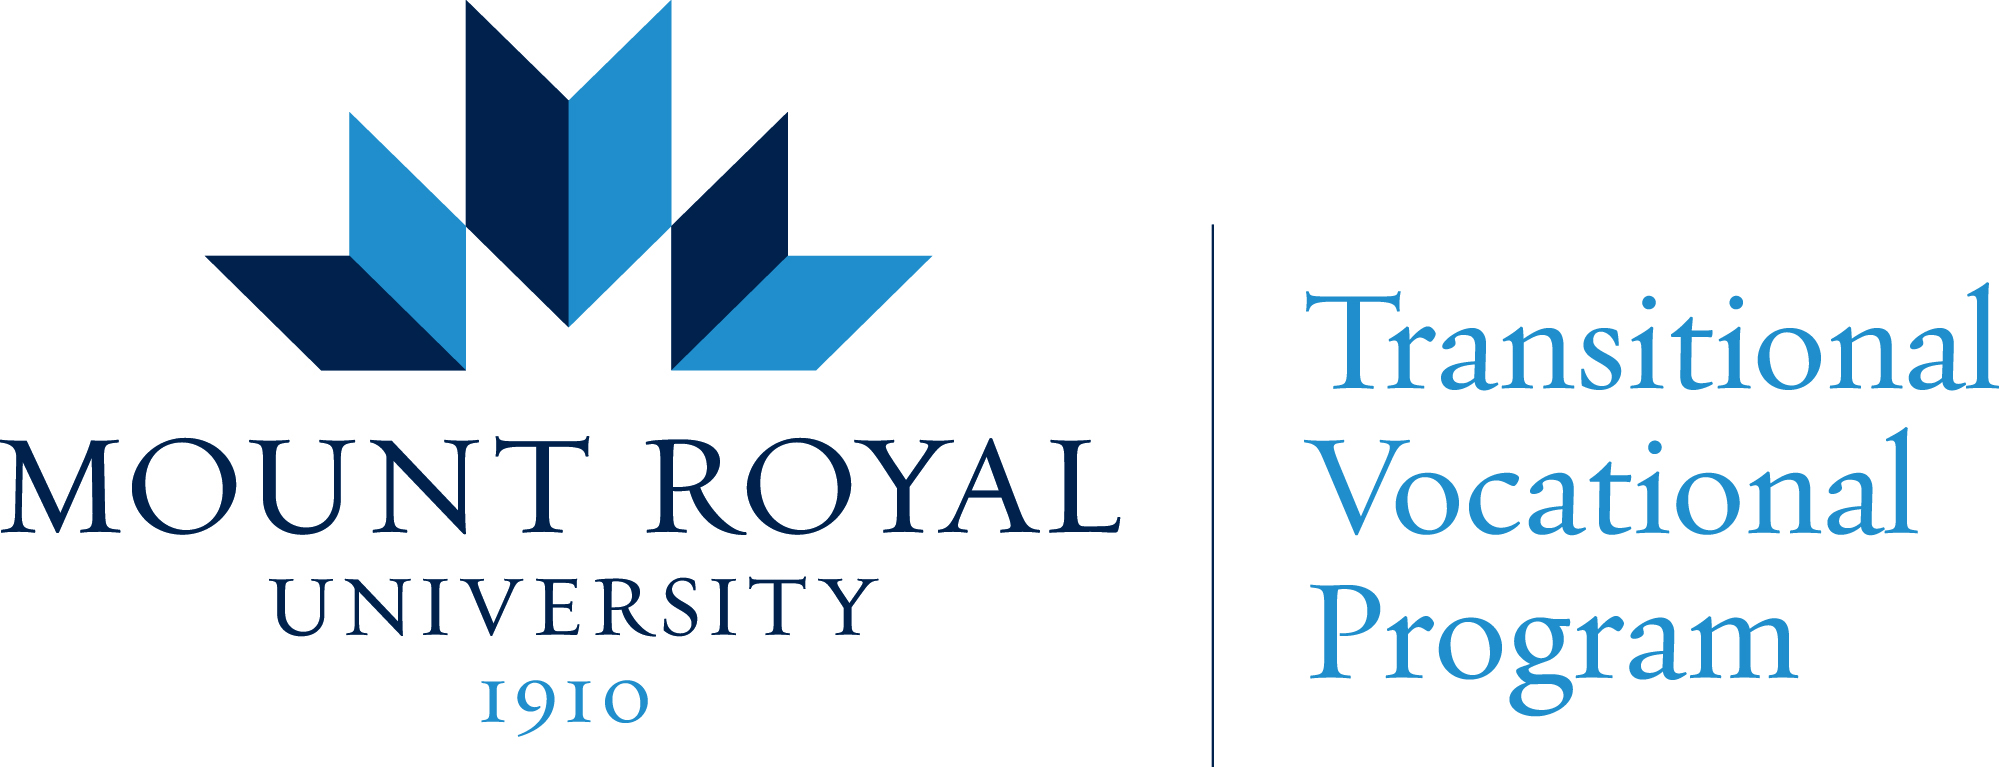 MOUNT ROYAL
UNIVERSITY
1910
Transitional
Vocational
Program